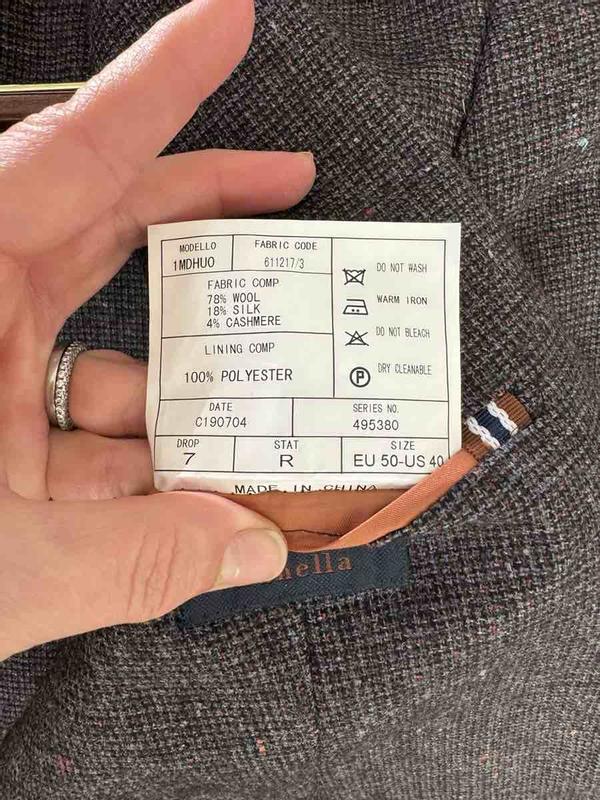 MODELLO
1MDHUO
FABRIC CODE
611217/3
FABRIC COMP
78% WOOL
18% SILK
4% CASHMERE
LINING COMP
100% POLYESTER
DO NOT WASH
WARM IRON
DO NOT BLEACH
P
DRY CLEANABLE
DATE
C190704
SERIES NO.
495380
DROP
7
STAT
R
SIZE
EU 50-US 40
MADE IN CHINA